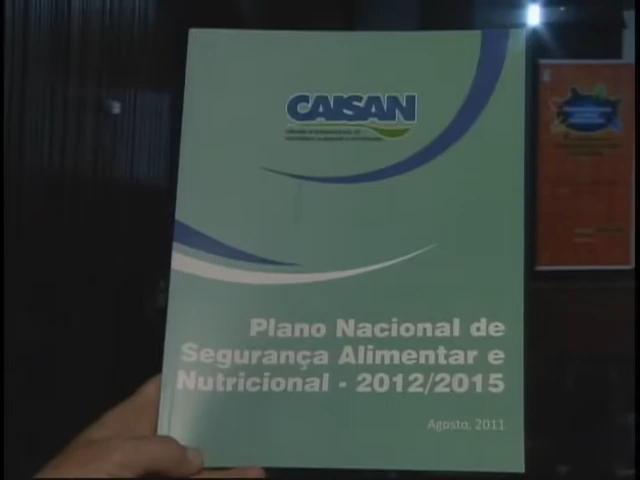 CAISAN
Plano Nacional de
Segurança Alimentar e
Nutricional - 2012/2015
Agosto, 2011